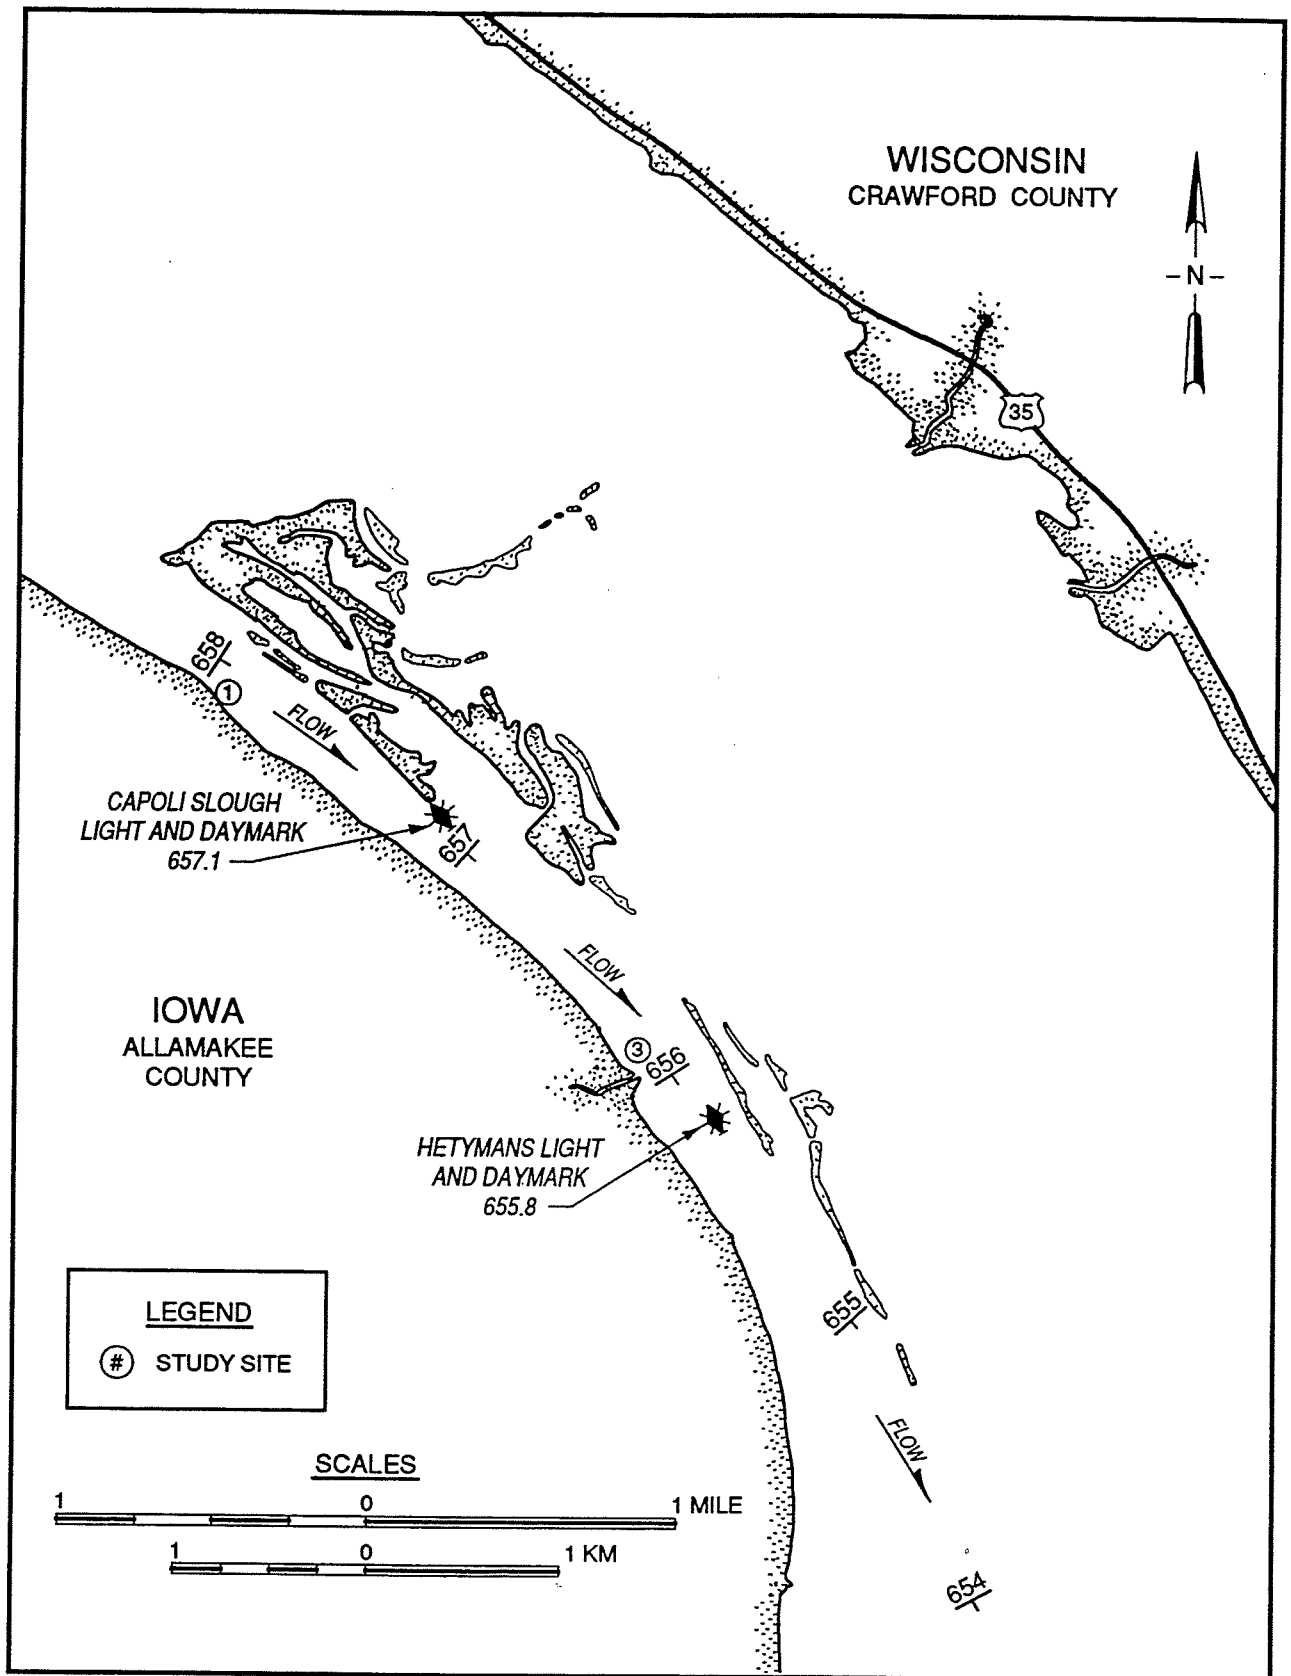 WISCONSIN
CRAWFORD COUNTY
-N-
35
658
1
FLOW
CAPOLI SLOUGH
LIGHT AND DAYMARK
657.1
657
FLOW
IOWA
ALLAMAKEE
COUNTY
3
656
HETYMANS LIGHT
AND DAYMARK
655.8
655
LEGEND
# STUDY SITE
FLOW
SCALES
1 0 1 MILE
1 0 1 KM
654